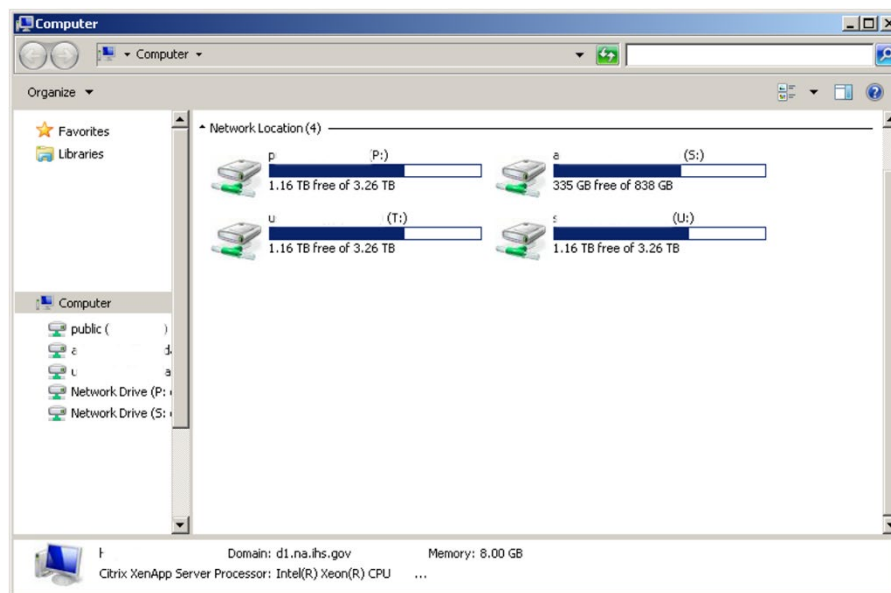 Computer
Computer
Organize
Favorites
Libraries
Computer
public ( )
Network Drive (P:
Network Drive (S:
Network Location (4)
p (P:)
1.16 TB free of 3.26 TB
a (S:)
335 GB free of 838 GB
u (T:)
1.16 TB free of 3.26 TB
(U:)
1.16 TB free of 3.26 TB
Domain: d1.na.ihs.gov Memory: 8.00 GB
Citrix XenApp Server Processor: Intel(R) Xeon(R) CPU ...